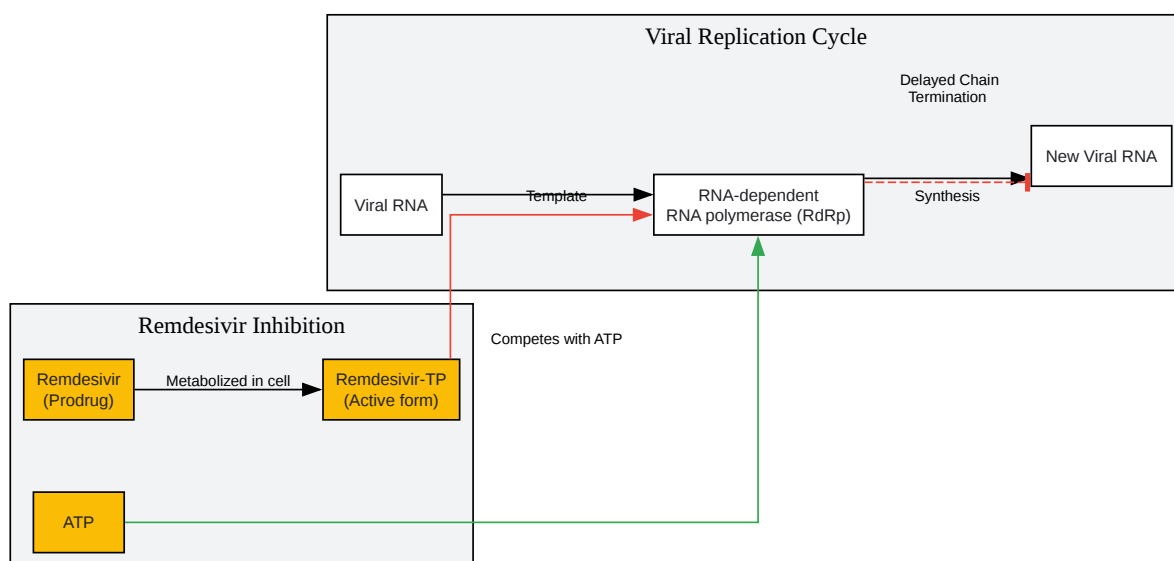 Viral Replication Cycle
Delayed Chain
Termination
New Viral RNA
Viral RNA
Template
RNA-dependent
RNA polymerase (RdRp)
Synthesis
Remdesivir Inhibition
Competes with ATP
Remdesivir
(Prodrug)
Metabolized in cell
Remdesivir-TP
(Active form)
ATP